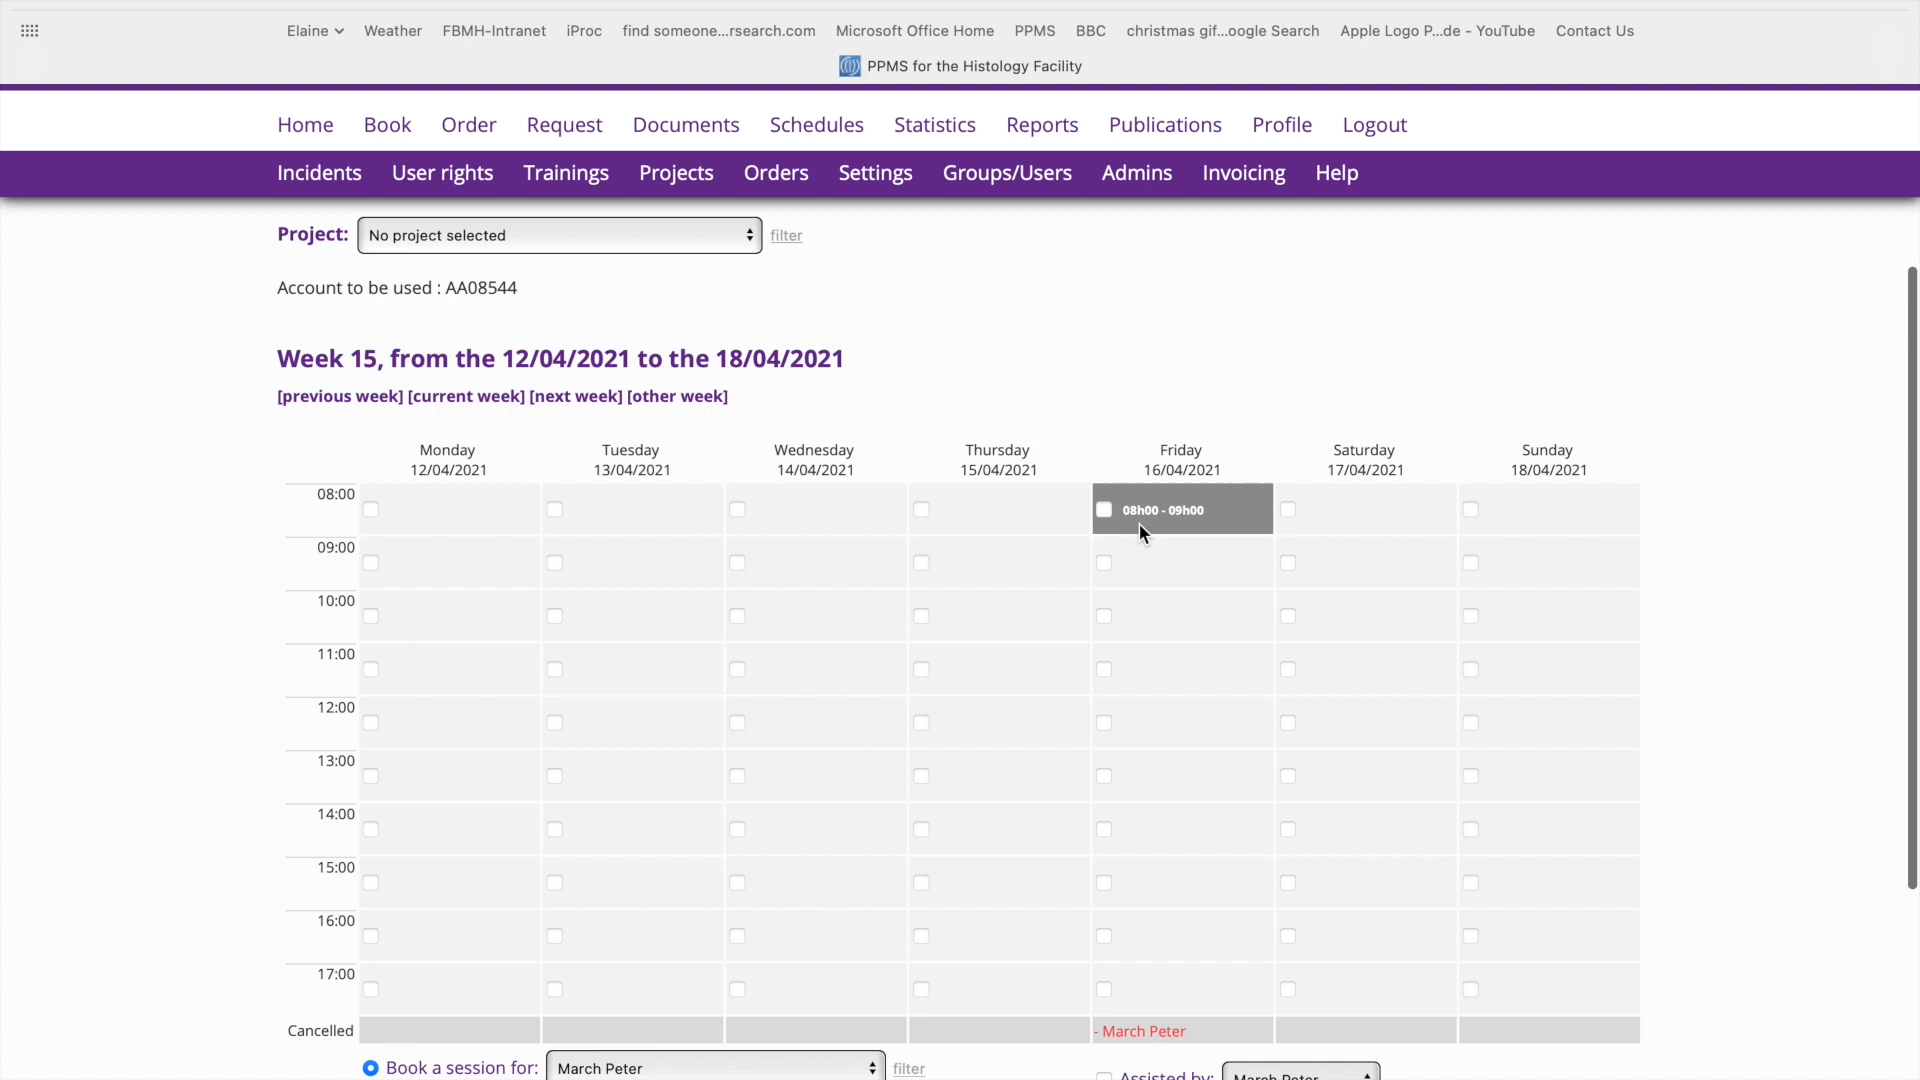 Elaine Weather FBMH-Intranet iProc find someone...rsearch.com Microsoft Office Home PPMS BBC christmas gif...oogle Search Apple Logo P...de - YouTube Contact Us
PPMS for the Histology Facility
Home Book Order Request Documents Schedules Statistics Reports Publications Profile Logout
Incidents User rights Trainings Projects Orders Settings Groups/Users Admins Invoicing Help
Project: No project selected filter
Account to be used : AA08544
Week 15, from the 12/04/2021 to the 18/04/2021
[previous week] [current week] [next week] [other week]
Monday Tuesday Wednesday Thursday Friday Saturday Sunday
12/04/2021 13/04/2021 14/04/2021 15/04/2021 16/04/2021 17/04/2021 18/04/2021
08:00
08h00 - 09h00
09:00
10:00
11:00
12:00
13:00
14:00
15:00
16:00
17:00
Cancelled - March Peter
Book a session for: March Peter filter
Assisted by: March Peter